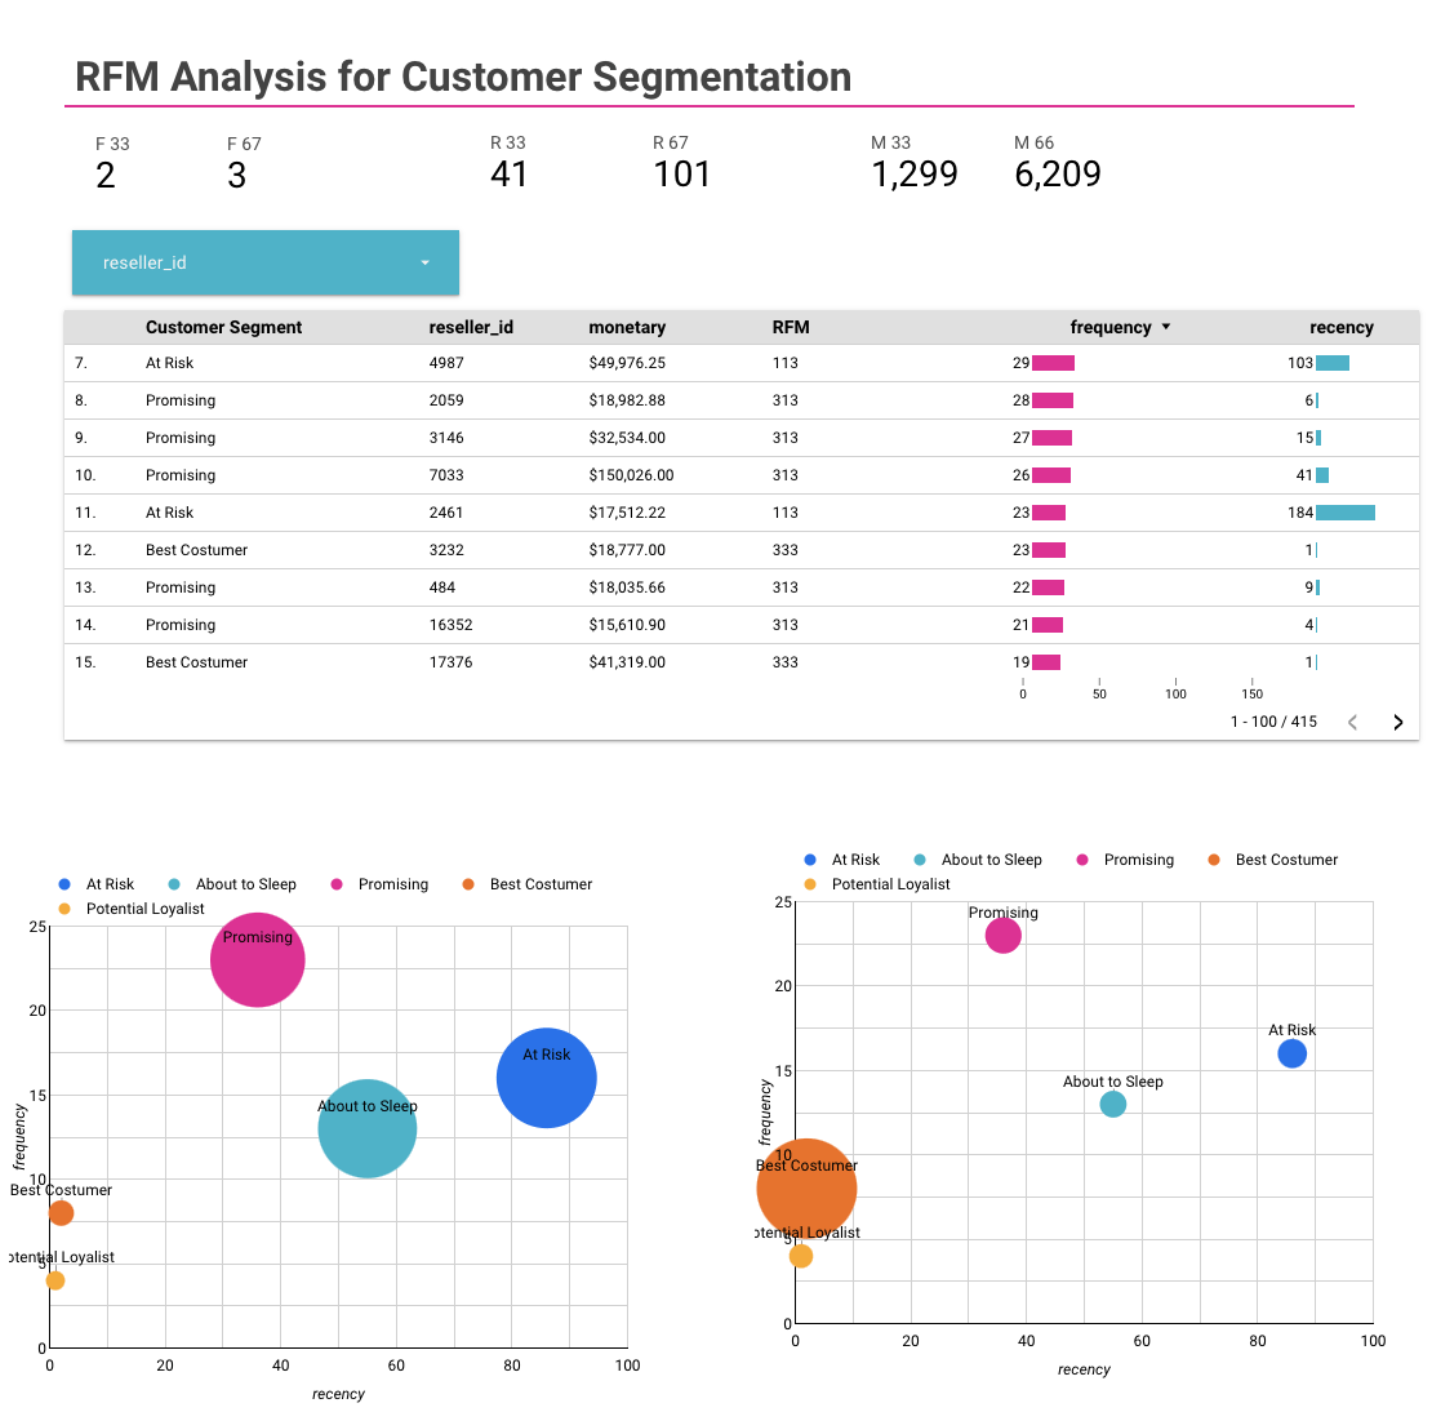 RFM Analysis for Customer Segmentation
F 33 F 67 R 33 R 67 M 33 M 66
2 3 41 101 1,299 6,209
reseller_id
Customer Segment reseller_id monetary RFM frequency recency
7. At Risk 4987 $49,976.25 113 29 103
8. Promising 2059 $18,982.88 313 28 6
9. Promising 3146 $32,534.00 313 27 15
10. Promising 7033 $150,026.00 313 26 41
11. At Risk 2461 $17,512.22 113 23 184
12. Best Costumer 3232 $18,777.00 333 23 1
13. Promising 484 $18,035.66 313 22 9
14. Promising 16352 $15,610.90 313 21 4
15. Best Costumer 17376 $41,319.00 333 19 1
0 50 100 150
1 - 100 / 415
At Risk About to Sleep Promising Best Costumer
Potential Loyalist
25
Promising
20
At Risk
15
About to Sleep
frequency
10
Best Costumer
otential Loyalist
5
0
0 20 40 60 80 100
recency
At Risk About to Sleep Promising Best Costumer
Potential Loyalist
25
Promising
20
At Risk
15
About to Sleep
frequency
10
Best Costumer
otential Loyalist
5
0
0 20 40 60 80 100
recency